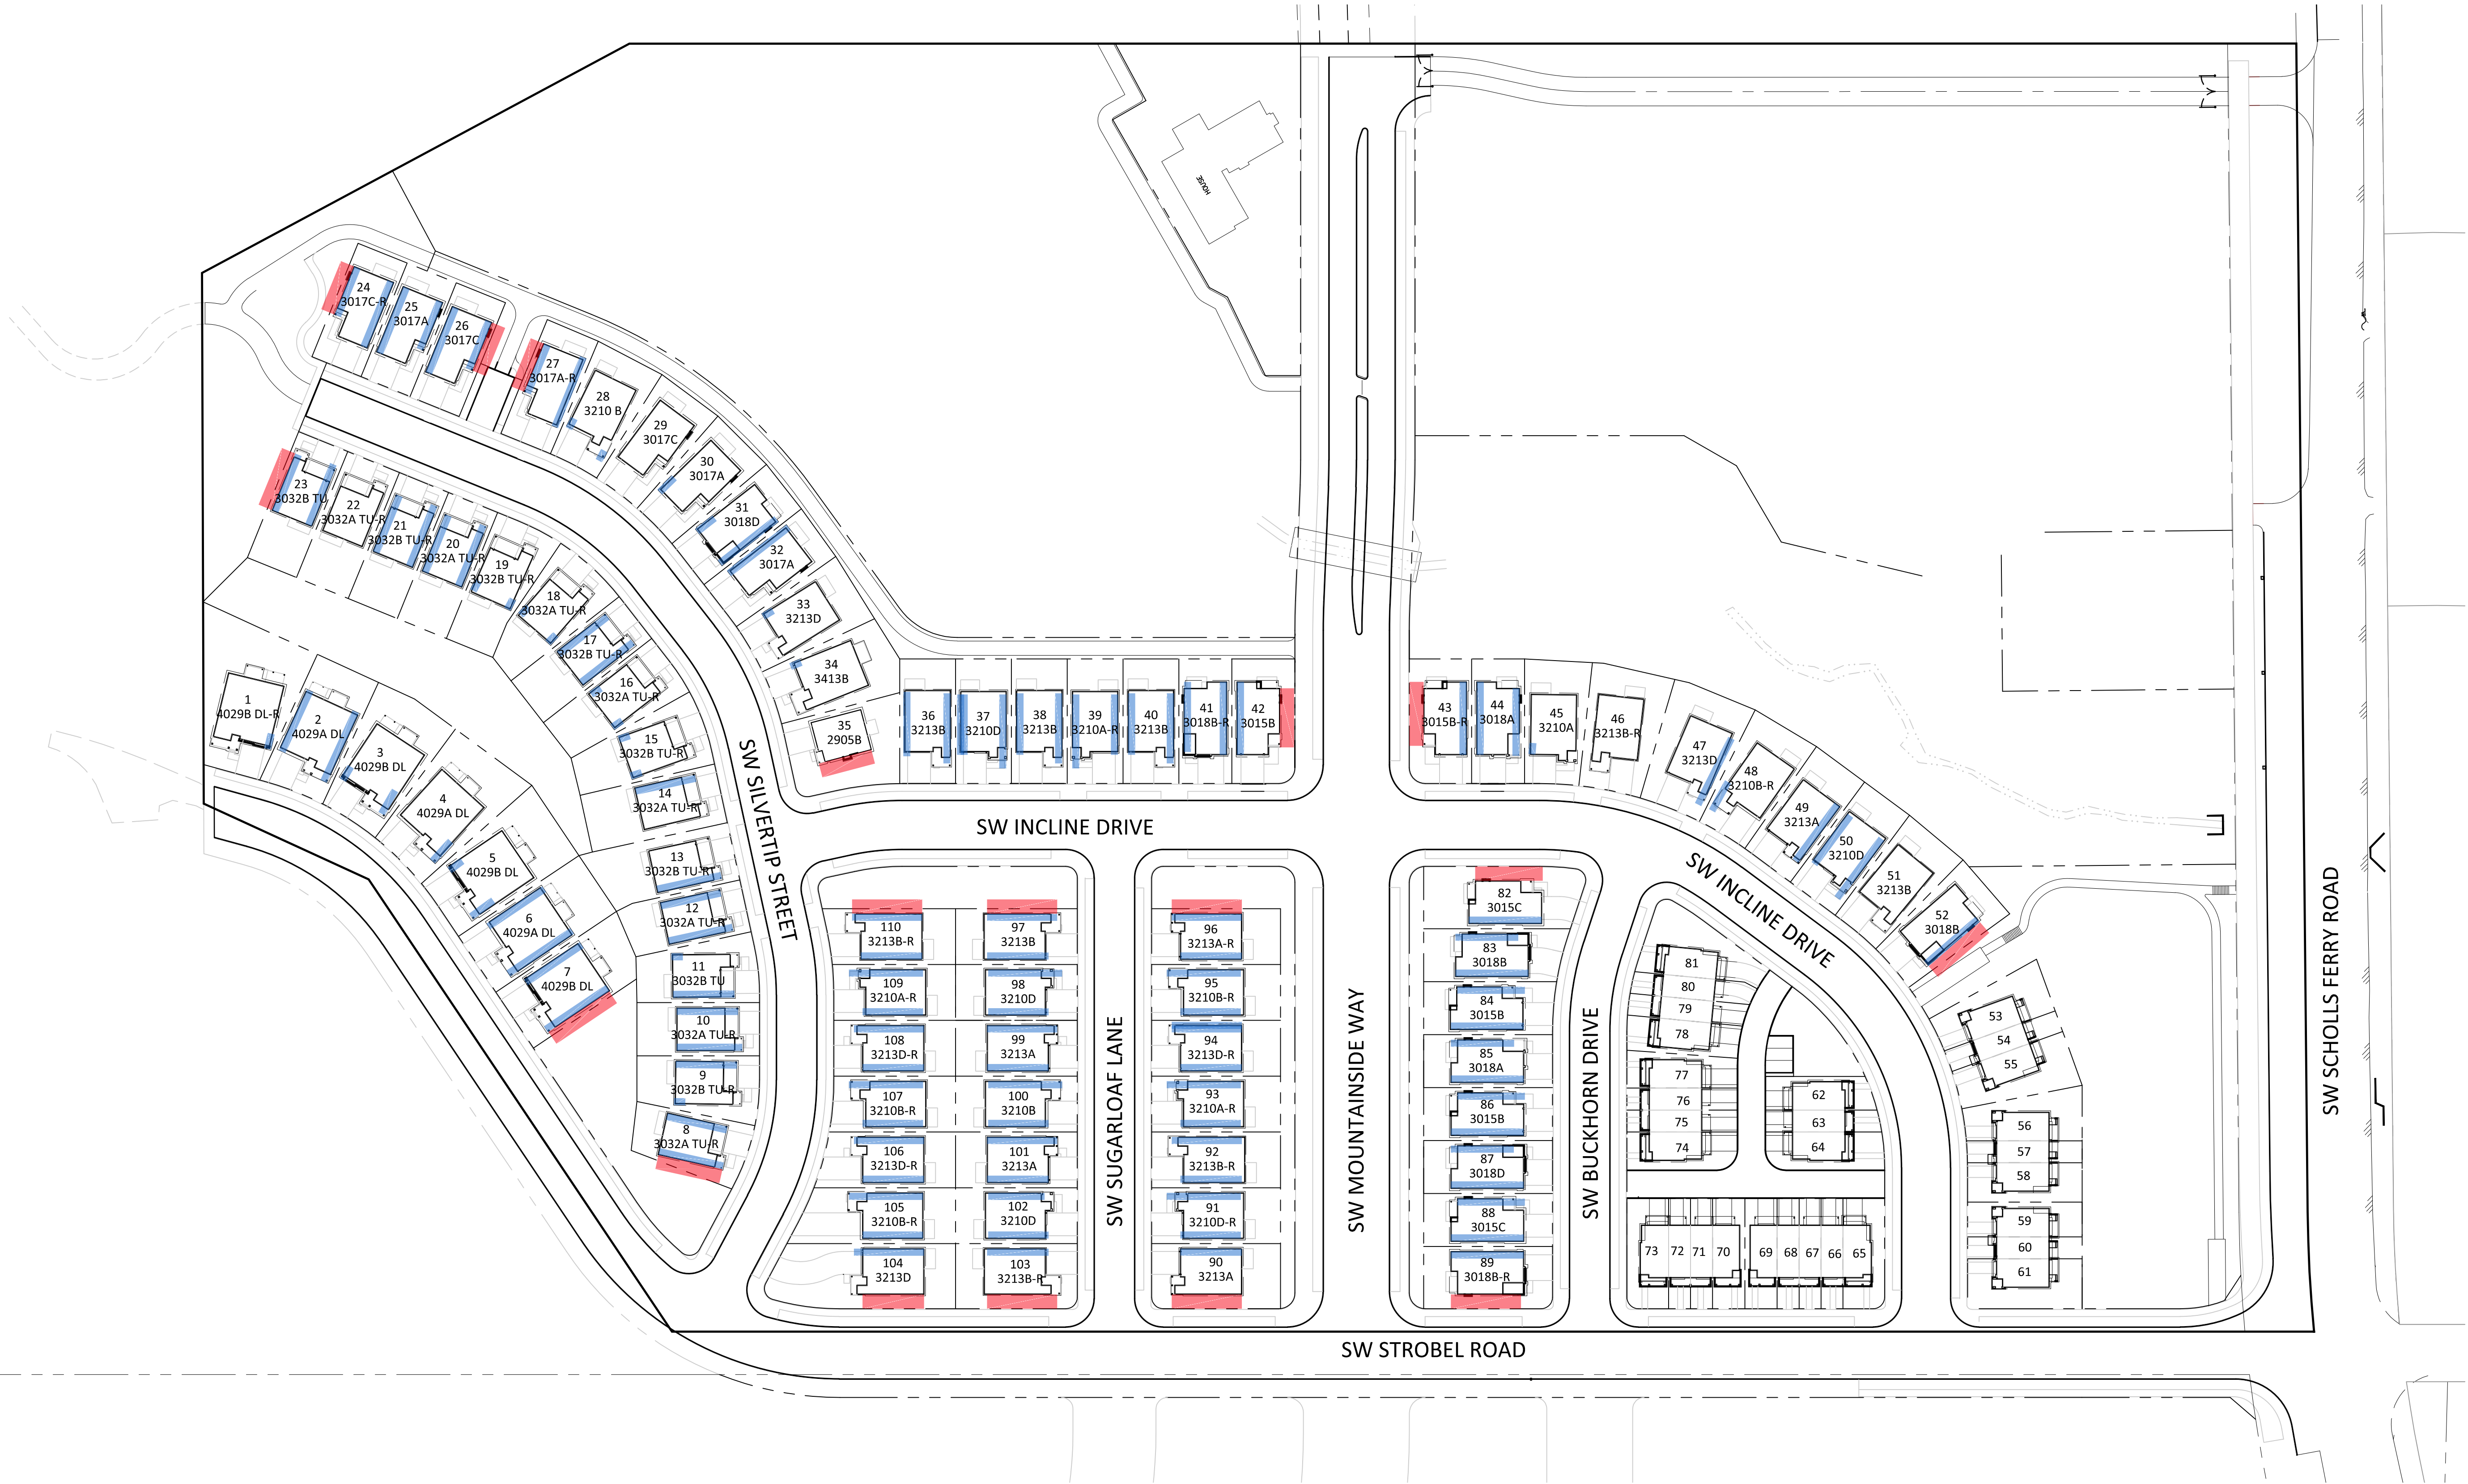 HOUSE
24
3017C-R
25
3017A
26
3017C
27
3017A-R
28
3210 B
29
3017C
30
3017A
31
3018D
32
3017A
33
3213D
34
3413B
35
2905B
23
3032B TU
22
3032A TU-R
21
3032B TU-R
20
3032A TU-R
19
3032B TU-R
18
3032A TU-R
17
3032B TU-R
16
3032A TU-R
15
3032B TU-R
14
3032A TU-R
13
3032B TU-R
12
3032A TU-R
11
3032B TU
10
3032A TU-R
9
3032B TU-R
8
3032A TU-R
1
4029B DL-R
2
4029A DL
3
4029B DL
4
4029A DL
5
4029B DL
6
4029A DL
7
4029B DL
36
3213B
37
3210D
38
3213B
39
3210A-R
40
3213B
41
3018B-R
42
3015B
43
3015B-R
44
3018A
45
3210A
46
3213B-R
47
3213D
48
3210B-R
49
3213A
50
3210D
51
3213B
52
3018B
SW SILVERTIP STREET
SW INCLINE DRIVE
SW INCLINE DRIVE
SW SCHOLLS FERRY ROAD
110
3213B-R
109
3210A-R
108
3213D-R
107
3210B-R
106
3213D-R
105
3210B-R
104
3213D
97
3213B
98
3210D
99
3213A
100
3210B
101
3213A
102
3210D
103
3213B-R
SW SUGARLOAF LANE
96
3213A-R
95
3210B-R
94
3213D-R
93
3210A-R
92
3213B-R
91
3210D-R
90
3213A
SW MOUNTAINSIDE WAY
82
3015C
83
3018B
84
3015B
85
3018A
86
3015B
87
3018D
88
3015C
89
3018B-R
SW BUCKHORN DRIVE
81
80
79
78
77
76
75
74
62
63
64
73 72 71 70 69 68 67 66 65
53
54
55
56
57
58
59
60
61
SW STROBEL ROAD